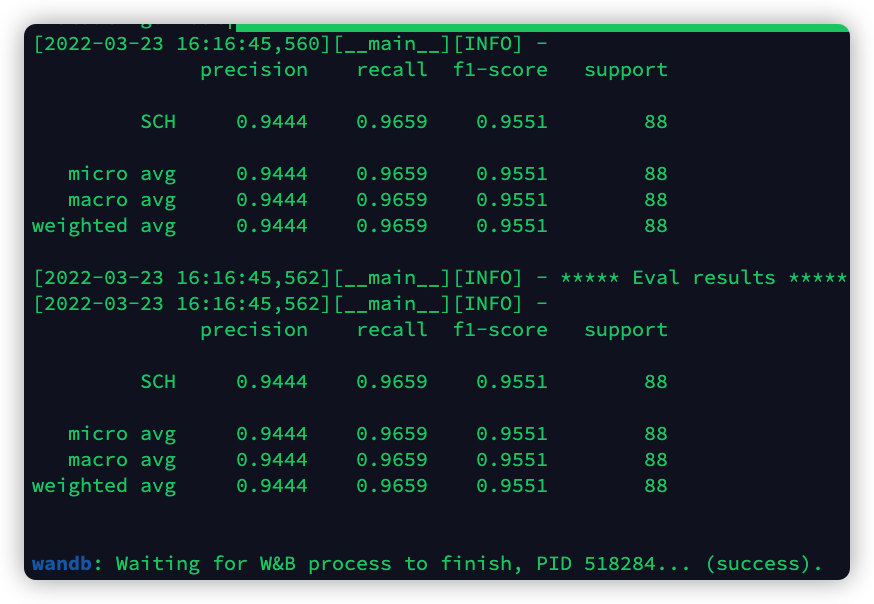 [2022-03-23 16:16:45,560][__main__][INFO] -
precision recall f1-score support
SCH 0.9444 0.9659 0.9551 88
micro avg 0.9444 0.9659 0.9551 88
macro avg 0.9444 0.9659 0.9551 88
weighted avg 0.9444 0.9659 0.9551 88
[2022-03-23 16:16:45,562][__main__][INFO] - ***** Eval results *****
[2022-03-23 16:16:45,562][__main__][INFO] -
precision recall f1-score support
SCH 0.9444 0.9659 0.9551 88
micro avg 0.9444 0.9659 0.9551 88
macro avg 0.9444 0.9659 0.9551 88
weighted avg 0.9444 0.9659 0.9551 88
wandb: Waiting for W&B process to finish, PID 518284... (success).